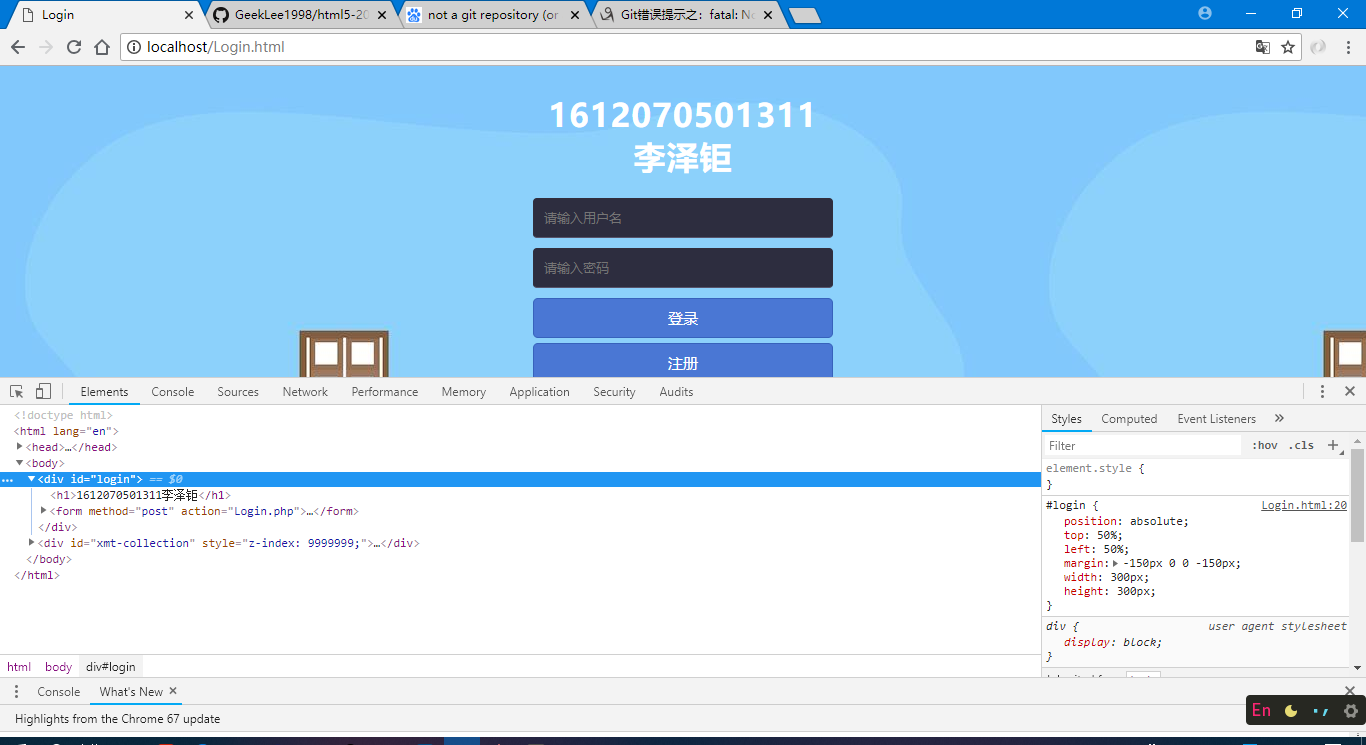 Login
GeekLee1998/html5-20
not a git repository (or
Git错误提示之：fatal: No
localhost/Login.html
1612070501311
李泽钜
请输入用户名
请输入密码
登录
注册
Elements Console Sources Network Performance Memory Application Security Audits
<!doctype html>
<html lang="en">
<head>…</head>
<body>
… <div id="login"> == $0
<h1>1612070501311李泽钜</h1>
<form method="post" action="Login.php">…</form>
</div>
<div id="xmt-collection" style="z-index: 9999999;">…</div>
</body>
</html>
html body div#login
Styles Computed Event Listeners »
Filter :hov .cls +
element.style {
}
#login { Login.html:20
position: absolute;
top: 50%;
left: 50%;
margin: -150px 0 0 -150px;
width: 300px;
height: 300px;
}
div { user agent stylesheet
display: block;
}
Console What's New
Highlights from the Chrome 67 update
En